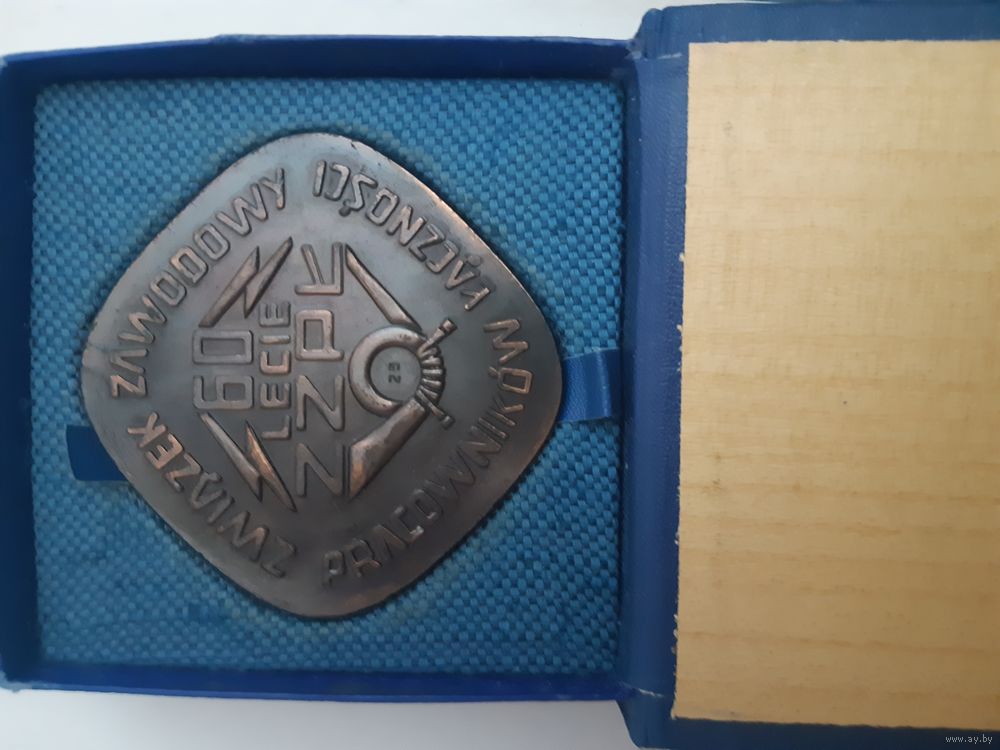 ZWIĄZEK ZAWODOWY
PRACOWNIKÓW ŁĄCZNOŚCI
60
LECIE
ZZPŁ
www.ay.by